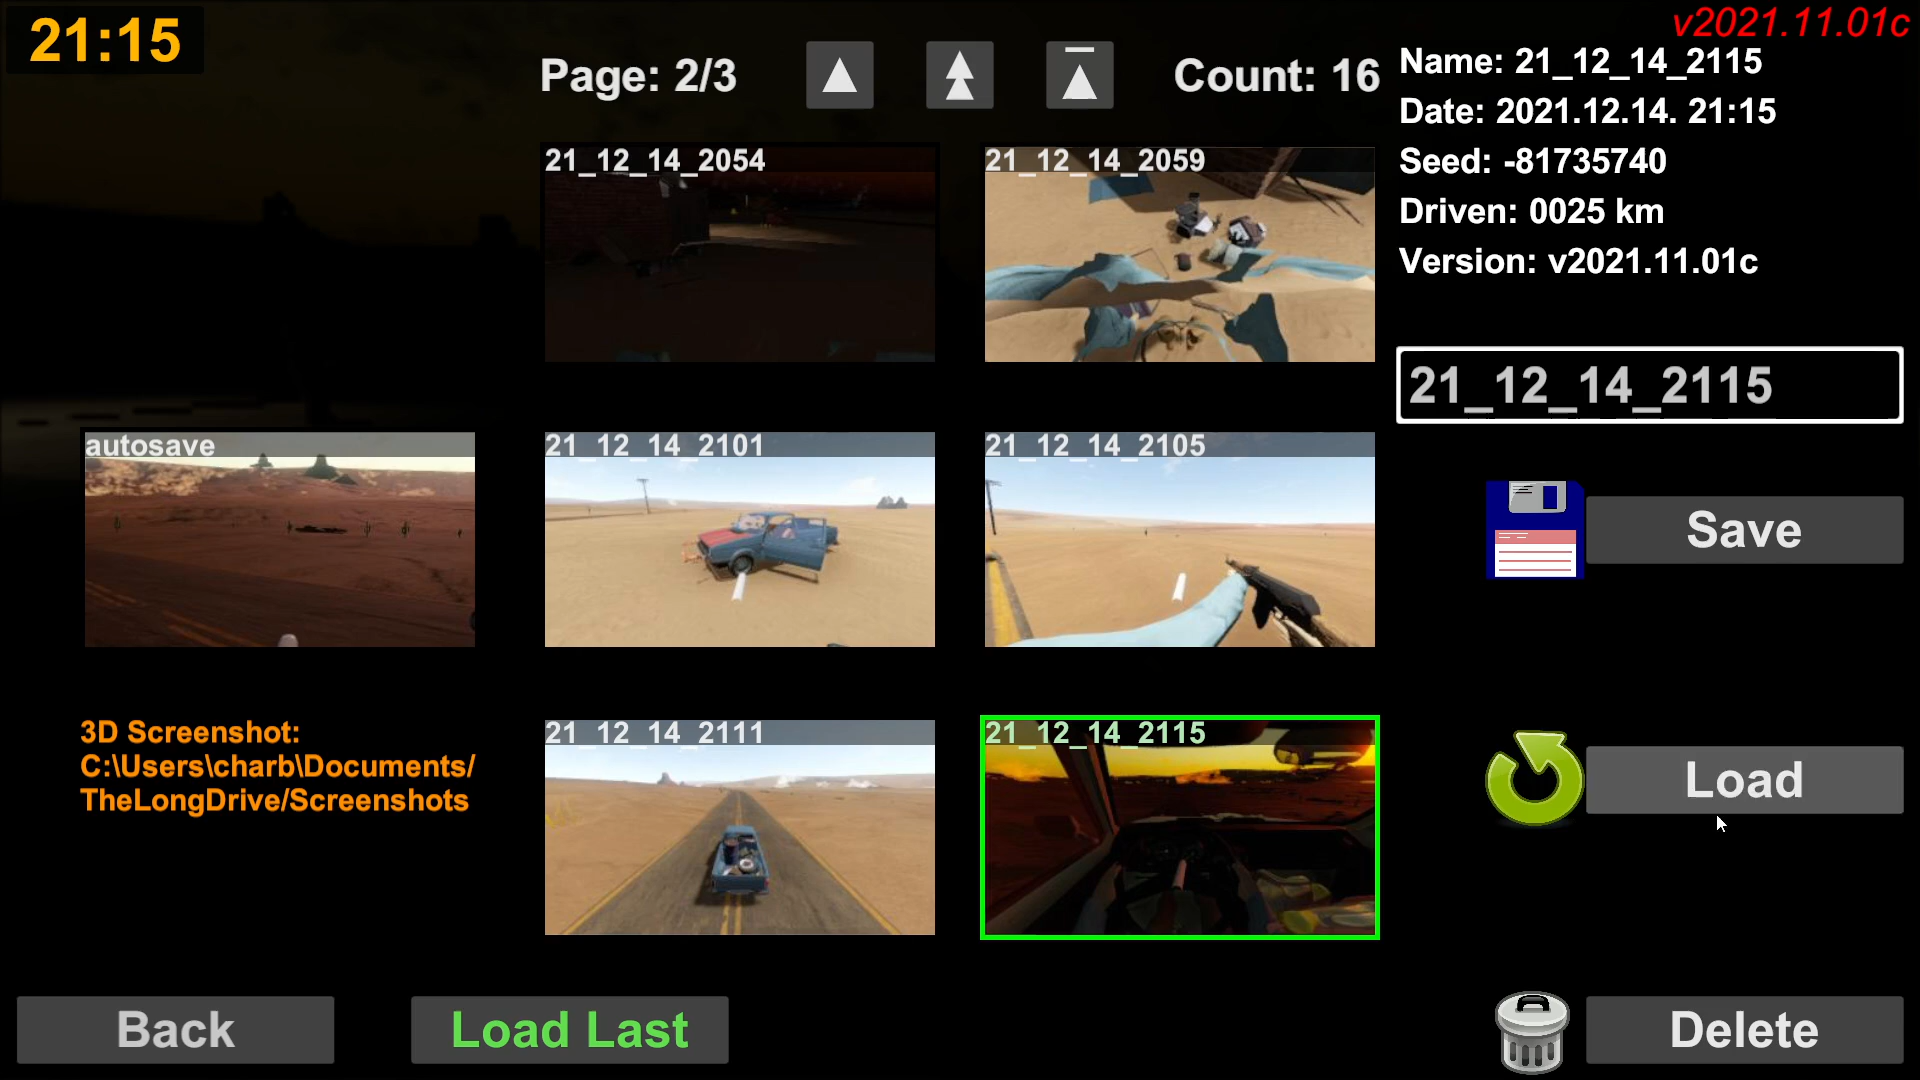 21:15
v2021.11.01c
Page: 2/3
Count: 16
Name: 21_12_14_2115
Date: 2021.12.14. 21:15
Seed: -81735740
Driven: 0025 km
Version: v2021.11.01c
21_12_14_2054
21_12_14_2059
21_12_14_2115
autosave
21_12_14_2101
21_12_14_2105
Save
3D Screenshot:
C:\Users\charb\Documents/
TheLongDrive/Screenshots
21_12_14_2111
21_12_14_2115
Load
Back
Load Last
Delete